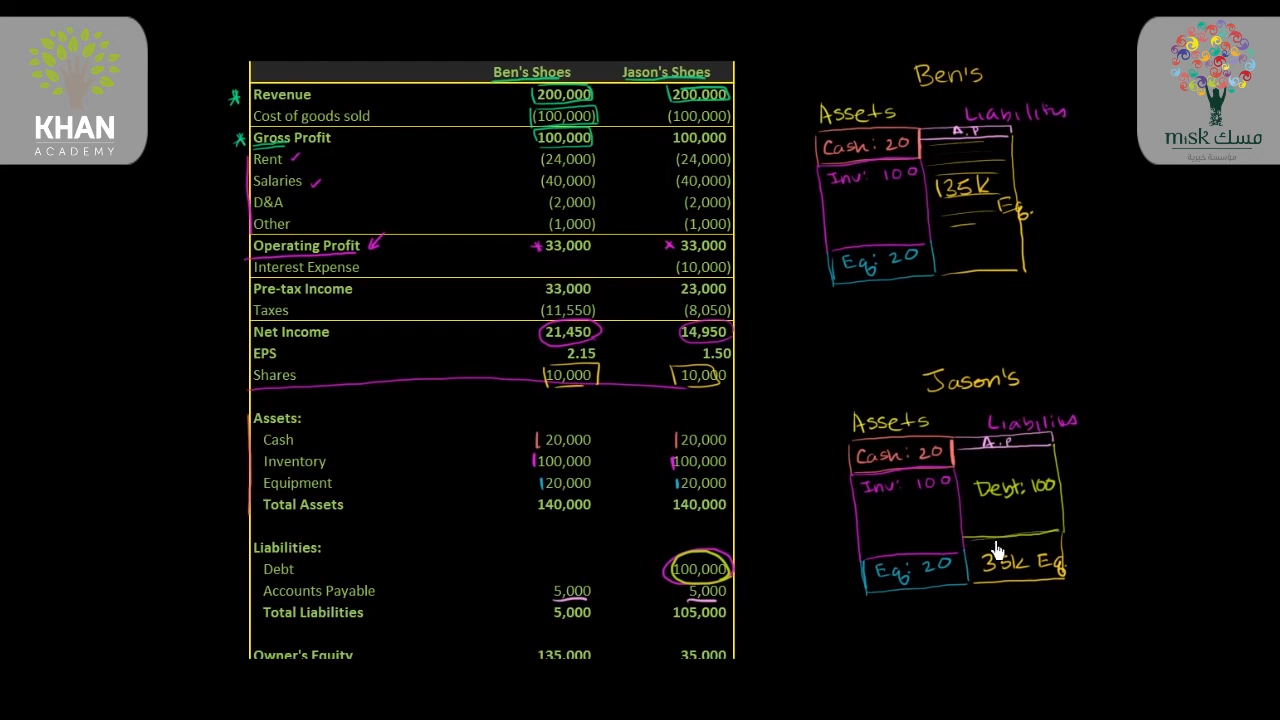 KHAN
ACADEMY
misk مسك
مؤسسة خيرية
Ben's Shoes Jason's Shoes
Revenue 200,000 200,000
Cost of goods sold (100,000) (100,000)
Gross Profit 100,000 100,000
Rent (24,000) (24,000)
Salaries (40,000) (40,000)
D&A (2,000) (2,000)
Other (1,000) (1,000)
Operating Profit 33,000 33,000
Interest Expense (10,000)
Pre-tax Income 33,000 23,000
Taxes (11,550) (8,050)
Net Income 21,450 14,950
EPS 2.15 1.50
Shares 10,000 10,000
Assets:
Cash 20,000 20,000
Inventory 100,000 100,000
Equipment 20,000 20,000
Total Assets 140,000 140,000
Liabilities:
Debt 100,000
Accounts Payable 5,000 5,000
Total Liabilities 5,000 105,000
Owner's Equity 135,000 35,000
Ben's
Assets Liabilities
Cash: 20 A.P
Inv: 100 135k
Eq.
Eq: 20
Jason's
Assets Liabilities
Cash: 20 A.P
Inv: 100 Debt: 100
Eq: 20 35k Eq.